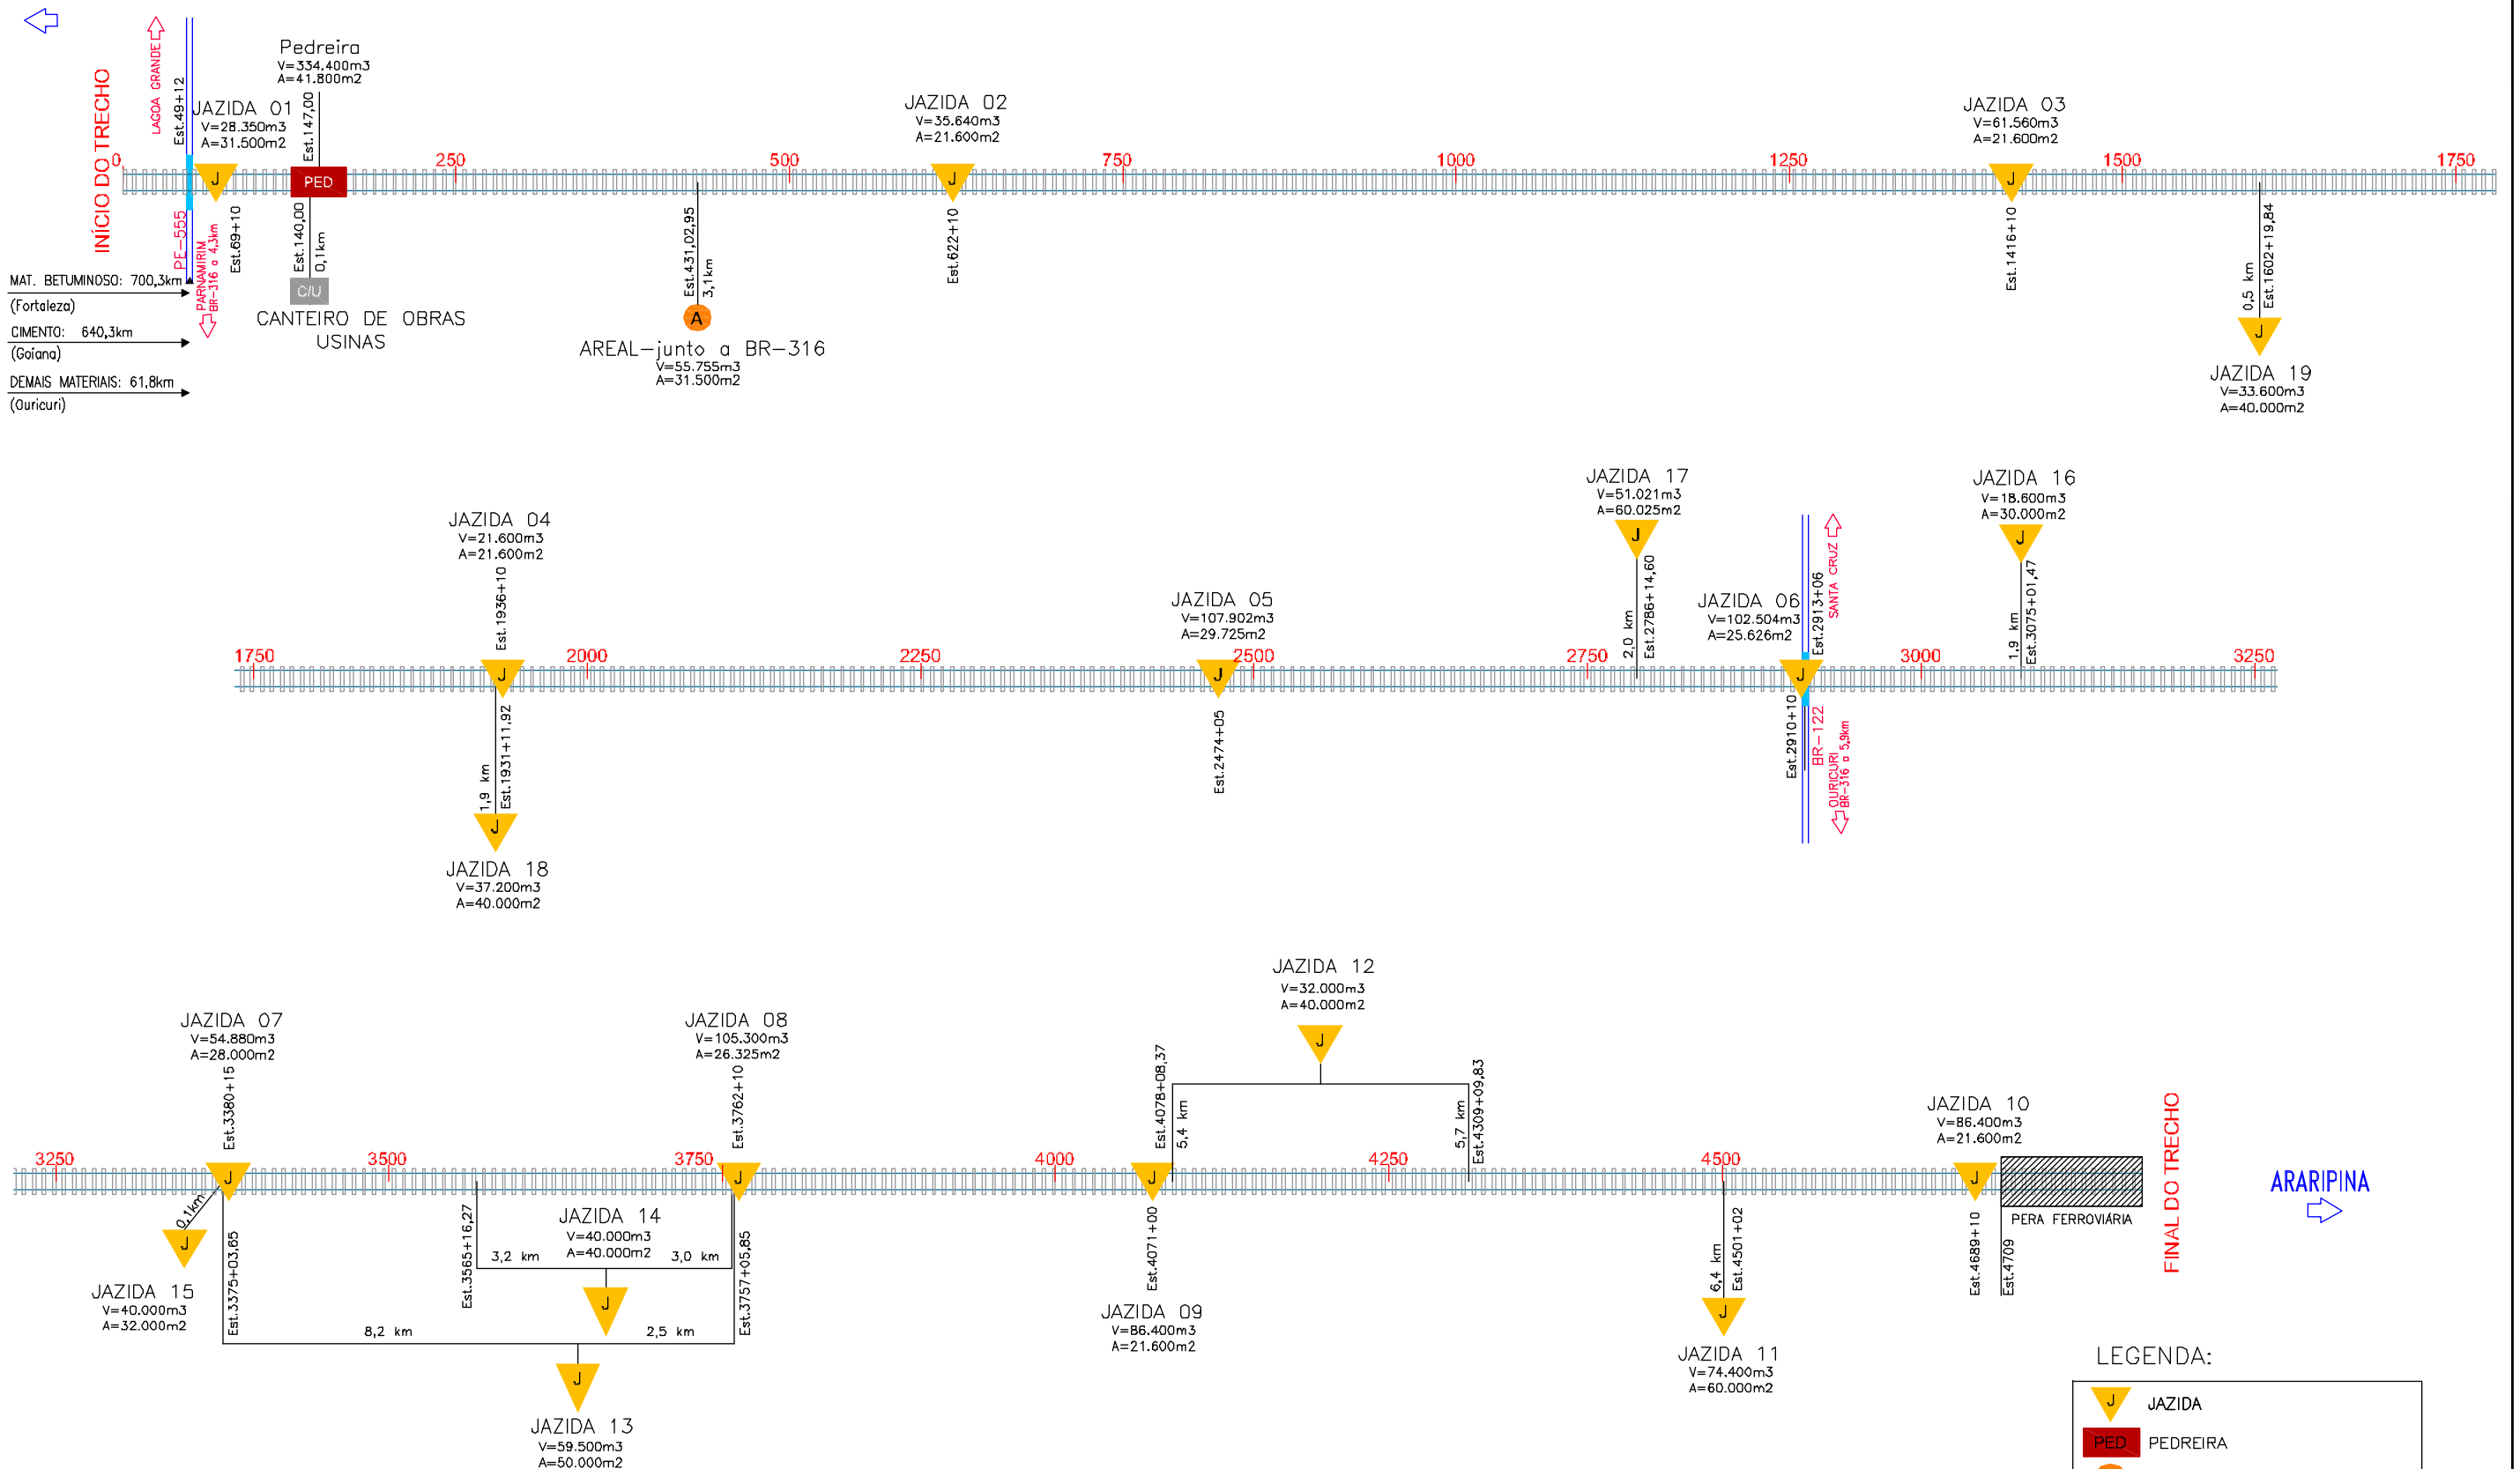 INÍCIO DO TRECHO
LAGOA GRANDE
Est.49+12
PE-555
PARNAMIRIM
BR-316 a 4,3km
JAZIDA 01
V=28.350m3
A=31.500m2
J
Est.69+10
Pedreira
V=334.400m3
A=41.800m2
Est.147,00
PED
Est.140,00
0,1km
C/U
CANTEIRO DE OBRAS
USINAS
MAT. BETUMINOSO: 700,3km
(Fortaleza)
CIMENTO: 640,3km
(Goiana)
DEMAIS MATERIAIS: 61,8km
(Ouricuri)
0 250 500 750 1000 1250 1500 1750
Est.431,02,95
3,1km
A
AREAL-junto a BR-316
V=55.755m3
A=31.500m2
JAZIDA 02
V=35.640m3
A=21.600m2
J
Est.622+10
JAZIDA 03
V=61.560m3
A=21.600m2
J
Est.1416+10
0,5 km
Est.1602+19,84
J
JAZIDA 19
V=33.600m3
A=40.000m2
JAZIDA 04
V=21.600m3
A=21.600m2
Est.1936+10
J
1750 2000 2250 2500 2750 3000 3250
1,9 km
Est.1931+11,92
J
JAZIDA 18
V=37.200m3
A=40.000m2
JAZIDA 05
V=107.902m3
A=29.725m2
J
Est.2474+05
JAZIDA 17
V=51.021m3
A=60.025m2
J
2,0 km
Est.2786+14,60
JAZIDA 06
V=102.504m3
A=25.626m2
J
Est.2910+10
Est.2913+06
SANTA CRUZ
BR-122
OURICURI
BR-316 a 5,9km
JAZIDA 16
V=18.600m3
A=30.000m2
J
1,9 km
Est.3075+01,47
JAZIDA 07
V=54.880m3
A=28.000m2
Est.3380+15
J
3250 3500 3750 4000 4250 4500
0,1km
J
JAZIDA 15
V=40.000m3
A=32.000m2
Est.3375+03,65
8,2 km
2,5 km
J
JAZIDA 13
V=59.500m3
A=50.000m2
Est.3565+16,27
JAZIDA 14
V=40.000m3
A=40.000m2
3,2 km
3,0 km
J
Est.3757+05,85
JAZIDA 08
V=105.300m3
A=26.325m2
Est.3762+10
J
J
Est.4071+00
JAZIDA 09
V=86.400m3
A=21.600m2
JAZIDA 12
V=32.000m3
A=40.000m2
J
Est.4078+08,37
5,4 km
5,7 km
Est.4309+09,83
6,4 km
Est.4501+02
J
JAZIDA 11
V=74.400m3
A=60.000m2
JAZIDA 10
V=86.400m3
A=21.600m2
J
Est.4689+10
Est.4709
PERA FERROVIÁRIA
FINAL DO TRECHO
ARARIPINA
LEGENDA:
J JAZIDA
PED PEDREIRA